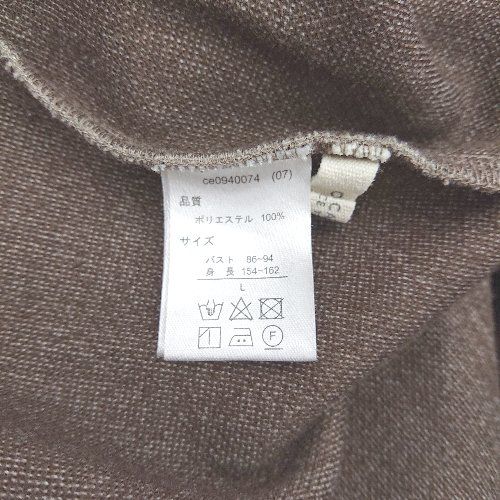 ce0940074 (07)
品質
ポリエステル 100%
サイズ
バスト 86~94
身 長 154~162
L
F